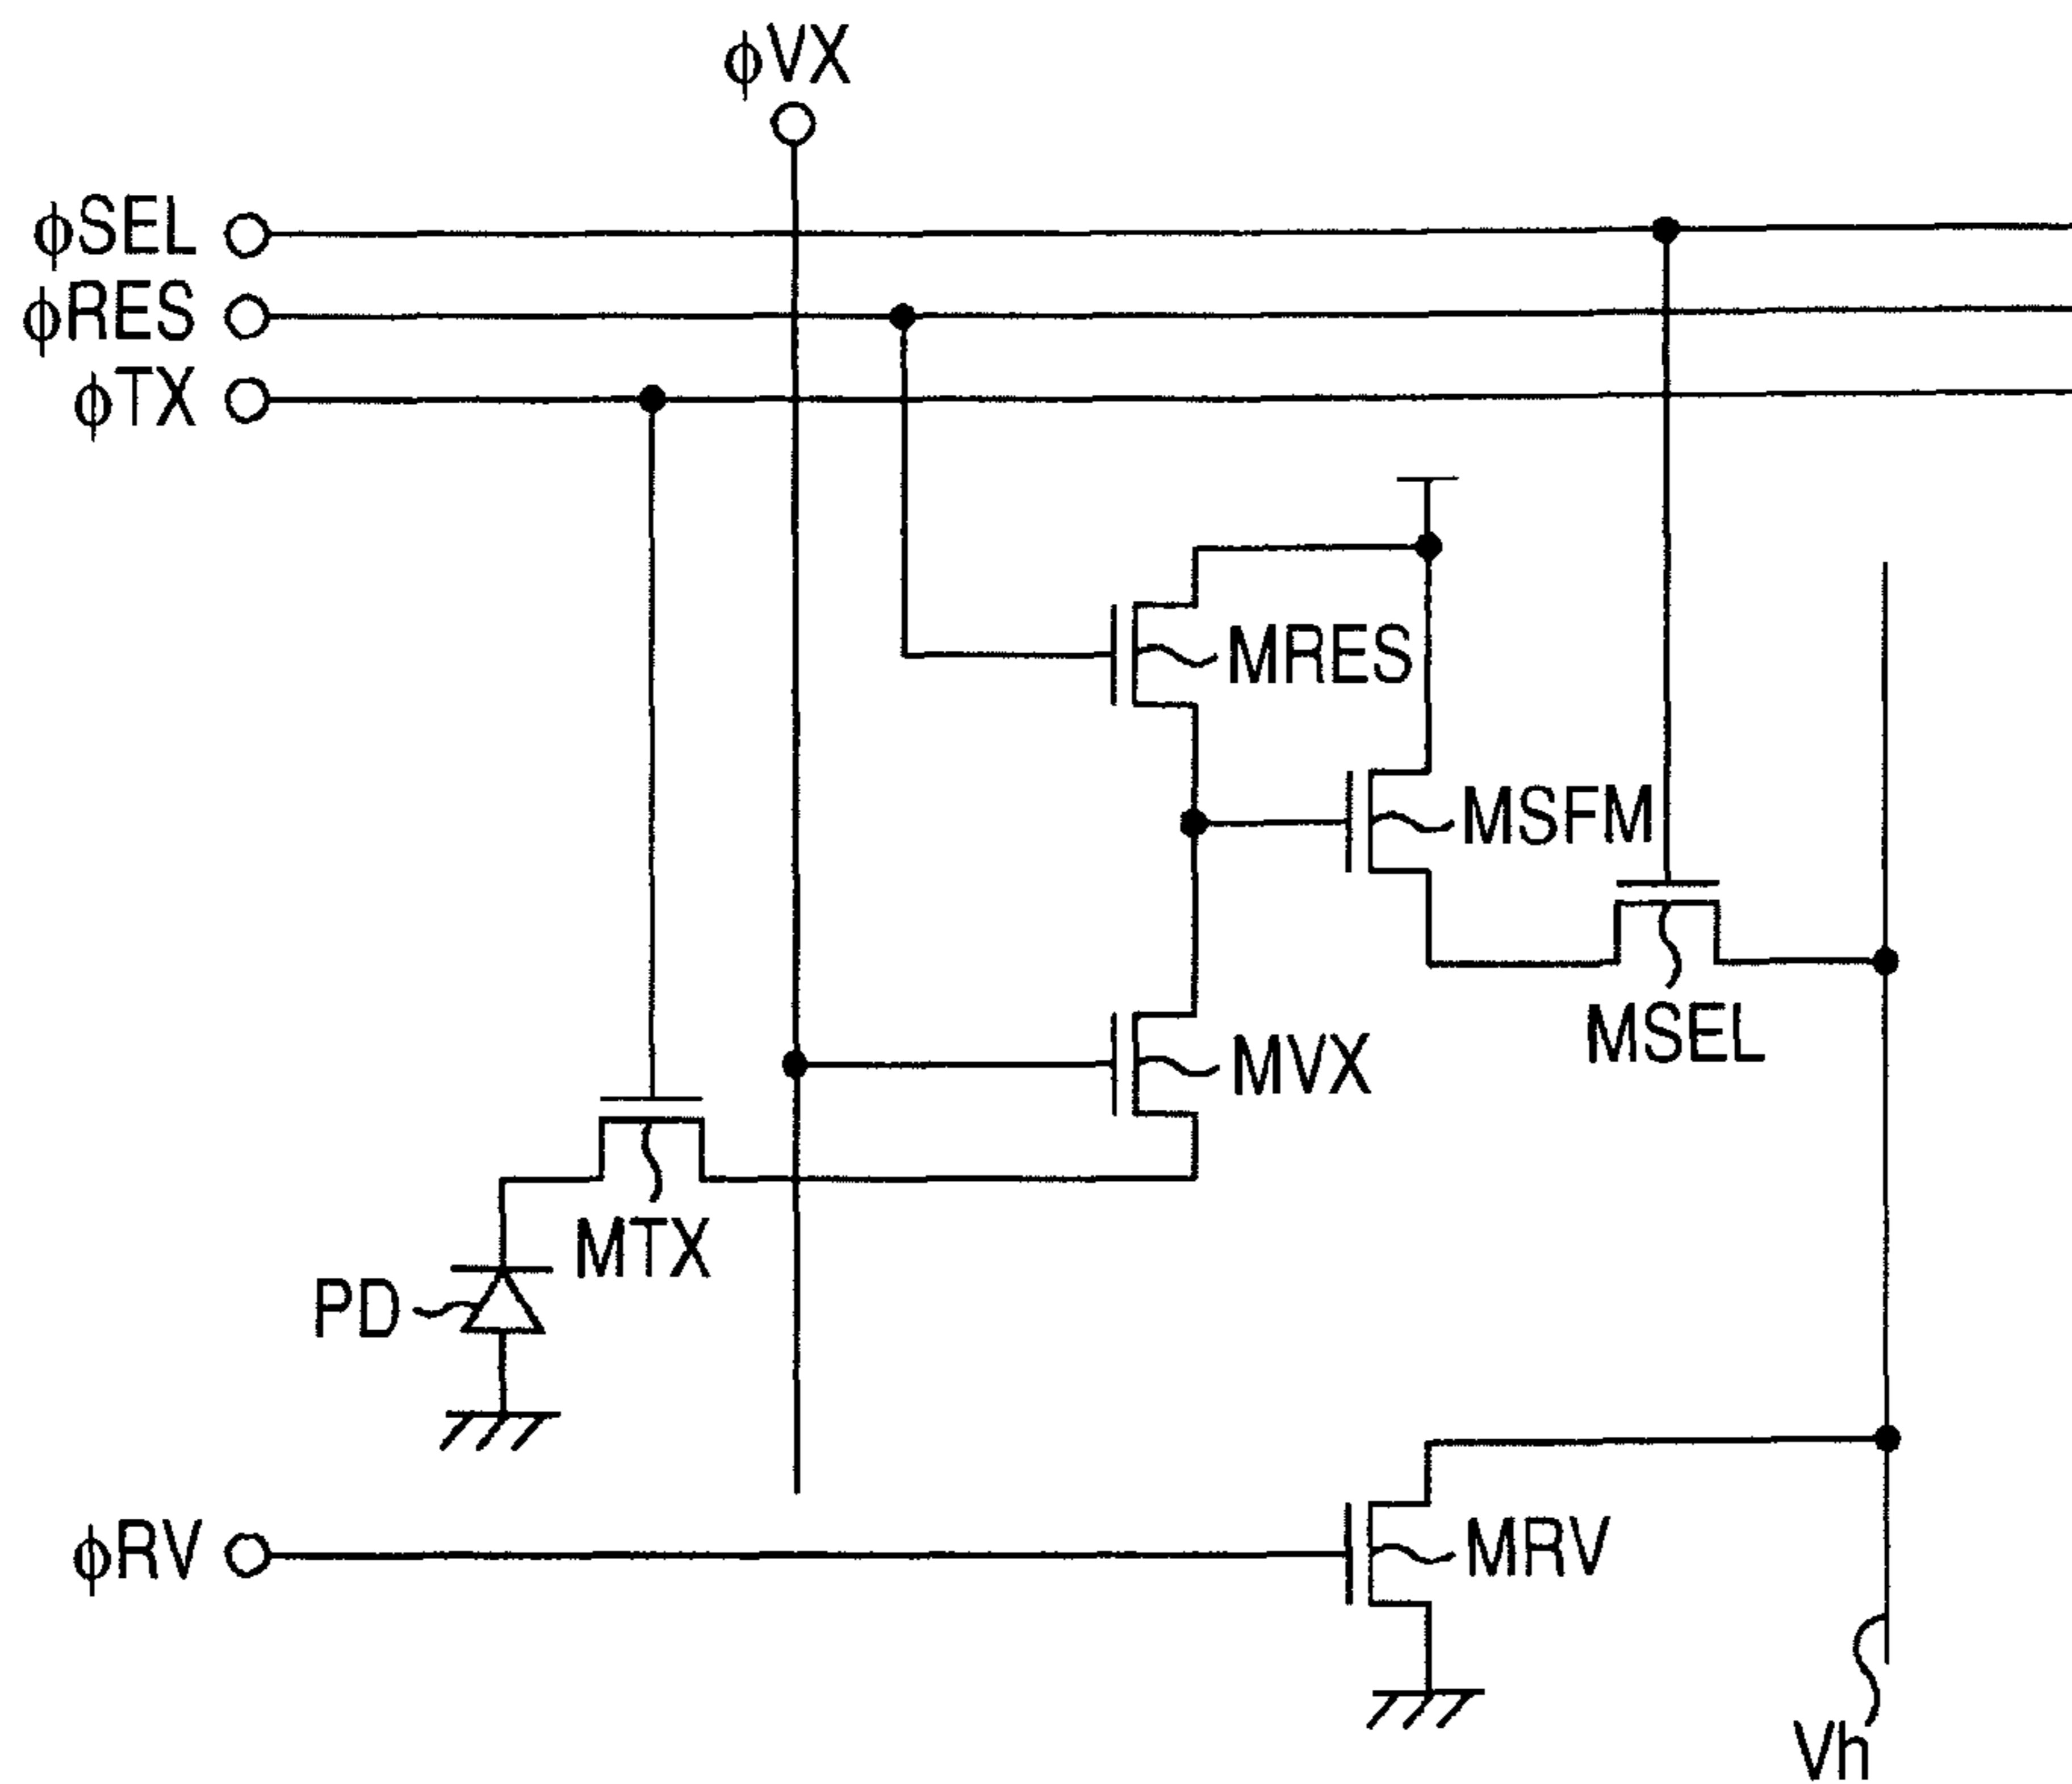 ϕVX
ϕSEL
ϕRES
ϕTX
MRES
MSFM
MSEL
MVX
MTX
PD
ϕRV
MRV
Vh